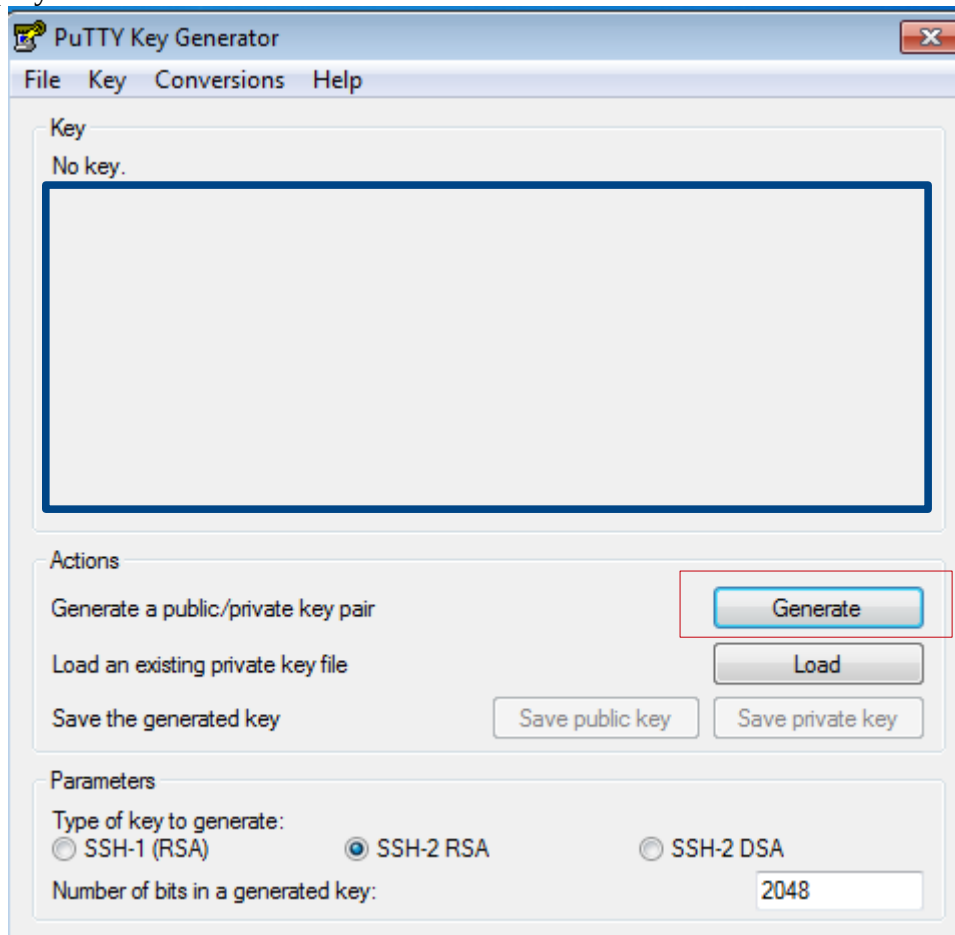 PuTTY Key Generator
File Key Conversions Help
Key
No key.
Actions
Generate a public/private key pair Generate
Load an existing private key file Load
Save the generated key Save public key Save private key
Parameters
Type of key to generate:
SSH-1 (RSA) SSH-2 RSA SSH-2 DSA
Number of bits in a generated key: 2048